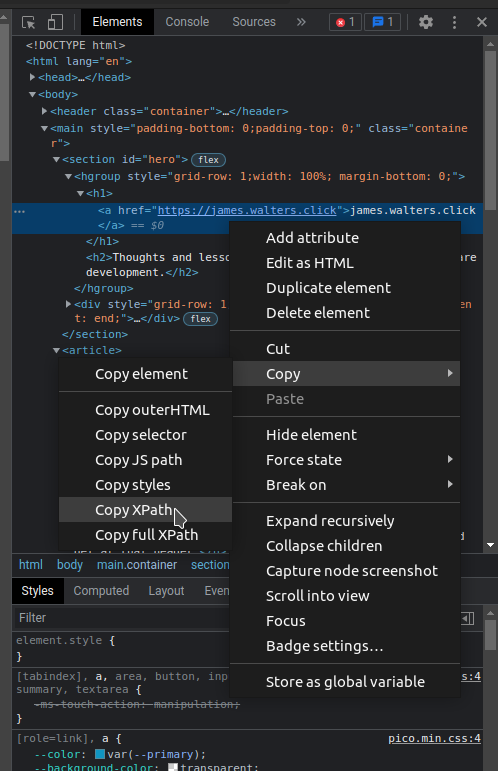 Elements Console Sources » 1 1
<!DOCTYPE html>
<html lang="en">
<head>…</head>
<body>
<header class="container">…</header>
<main style="padding-bottom: 0;padding-top: 0;" class="containe
r">
<section id="hero"> flex
<hgroup style="grid-row: 1;width: 100%; margin-bottom: 0;">
<h1>
… <a href="https://james.walters.click">james.walters.click
</a> == $0
</h1>
<h2>Thoughts and lesso
are
development.</h2>
</hgroup>
<div style="grid-row: 1
en
t: end;">…</div> flex
</section>
<article>
Add attribute
Edit as HTML
Duplicate element
Delete element
Cut
Copy
Paste
Hide element
Force state
Break on
Expand recursively
Collapse children
Capture node screenshot
Scroll into view
Focus
Badge settings…
Store as global variable
Copy element
Copy outerHTML
Copy selector
Copy JS path
Copy styles
Copy XPath
Copy full XPath
html body main.container section
Styles Computed Layout Even
Filter
element.style {
}
[tabindex], a, area, button, inp
ss:4
summary, textarea {
-ms-touch-action: manipulation;
}
[role=link], a { pico.min.css:4
--color: var(--primary);
--background-color: transparent;